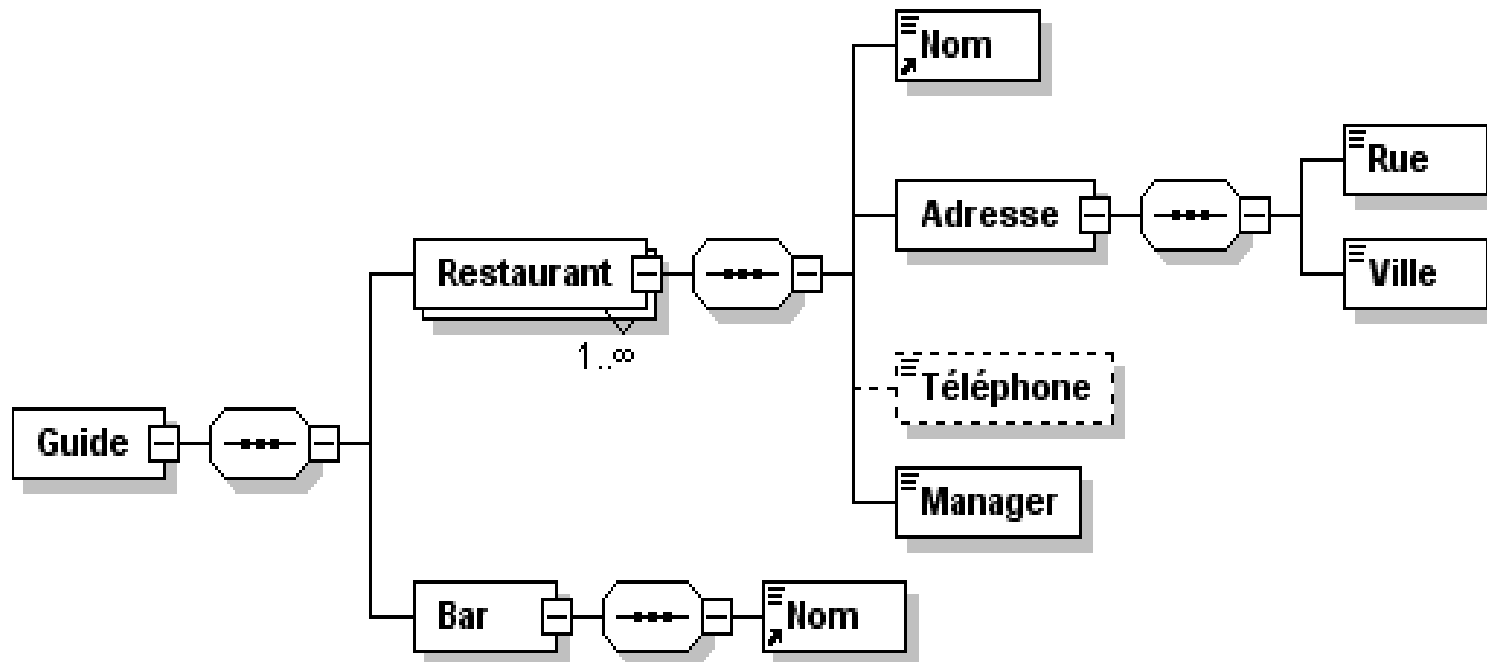 Nom
Rue
Adresse
Restaurant
Ville
1..∞
Téléphone
Guide
Manager
Bar
Nom